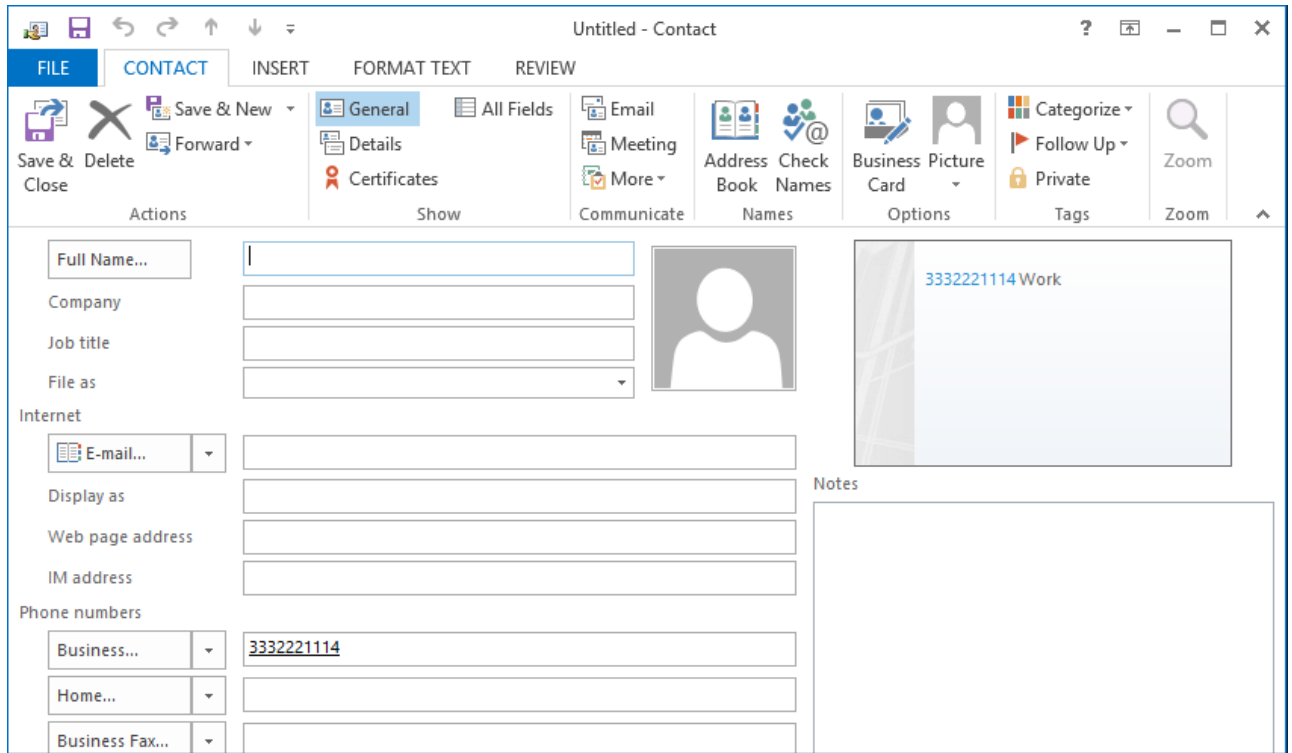 Untitled - Contact
?
FILE CONTACT INSERT FORMAT TEXT REVIEW
Save & Close
Delete
Save & New
Forward
Actions
General
Details
Certificates
All Fields
Show
Email
Meeting
More
Communicate
Address Book
Check Names
Names
Business Card
Picture
Options
Categorize
Follow Up
Private
Tags
Zoom
Zoom
Full Name...
Company
Job title
File as
Internet
E-mail...
Display as
Web page address
IM address
Phone numbers
Business... 3332221114
Home...
Business Fax...
3332221114 Work
Notes